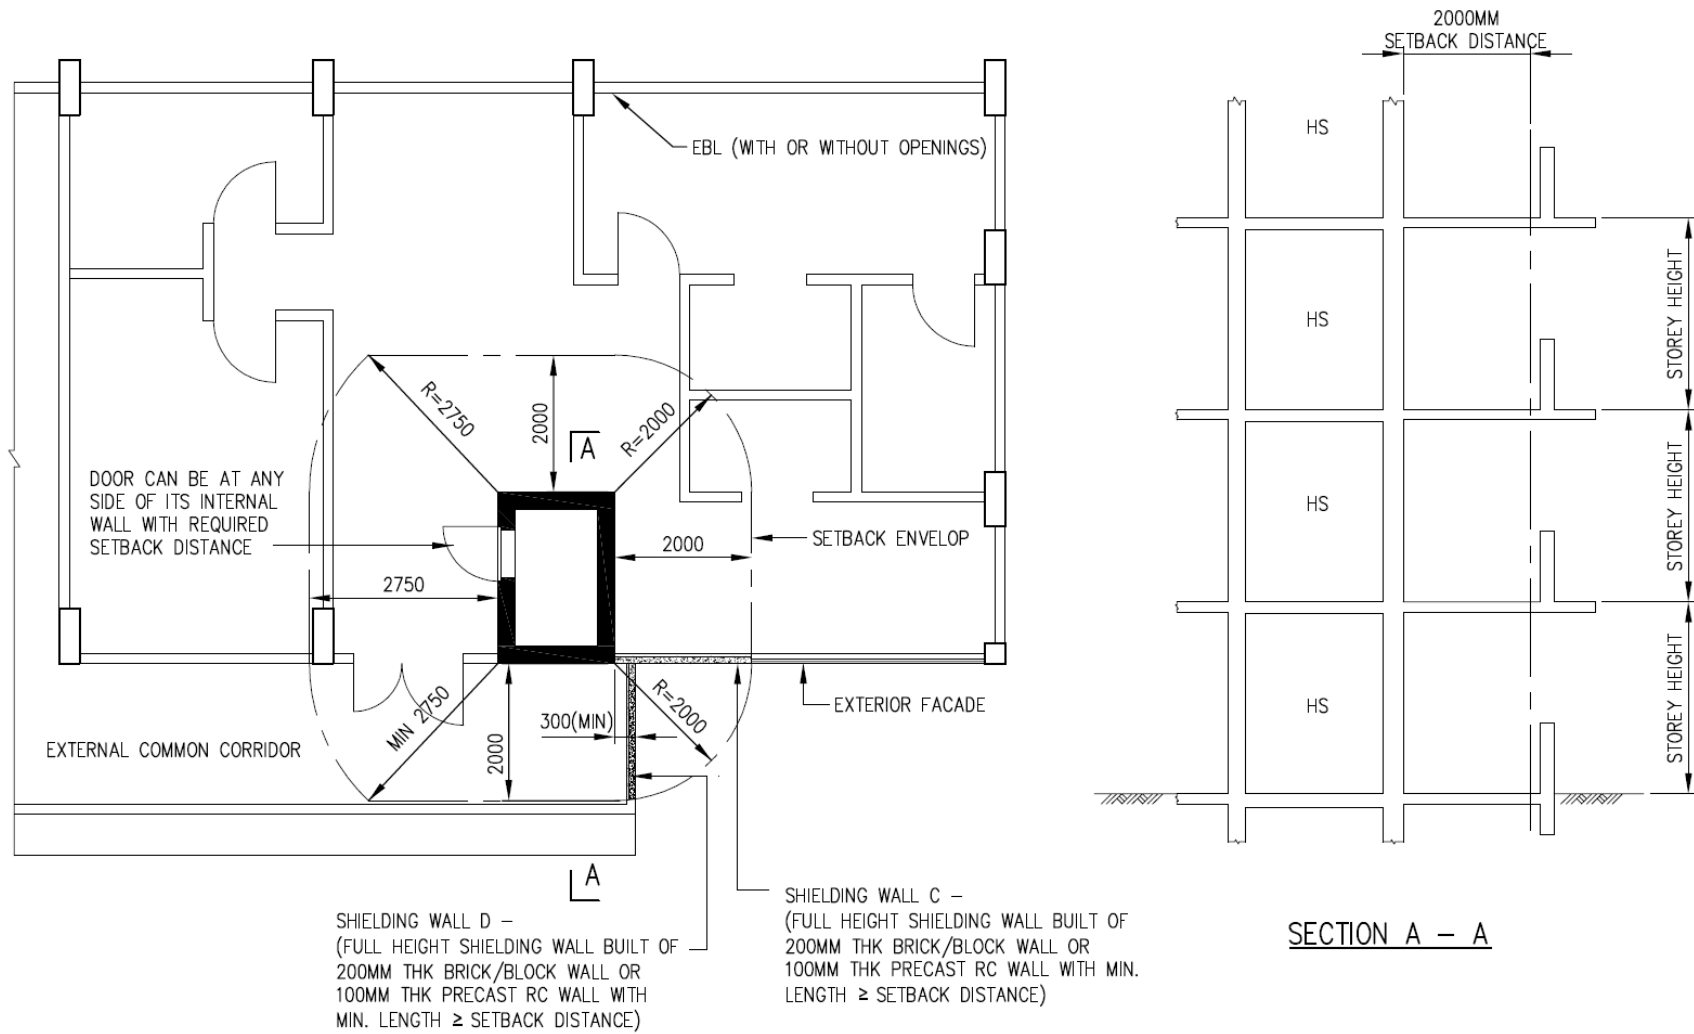 2000MM
SETBACK DISTANCE
EBL (WITH OR WITHOUT OPENINGS)
HS
STOREY HEIGHT
R=2750
2000
R=2000
A
HS
DOOR CAN BE AT ANY
SIDE OF ITS INTERNAL
WALL WITH REQUIRED
SETBACK DISTANCE
2000
SETBACK ENVELOP
2750
HS
STOREY HEIGHT
MIN 2750
2000
300(MIN)
R=2000
EXTERIOR FACADE
EXTERNAL COMMON CORRIDOR
HS
STOREY HEIGHT
A
SHIELDING WALL D –
(FULL HEIGHT SHIELDING WALL BUILT OF
200MM THK BRICK/BLOCK WALL OR
100MM THK PRECAST RC WALL WITH
MIN. LENGTH ≥ SETBACK DISTANCE)
SHIELDING WALL C –
(FULL HEIGHT SHIELDING WALL BUILT OF
200MM THK BRICK/BLOCK WALL OR
100MM THK PRECAST RC WALL WITH MIN.
LENGTH ≥ SETBACK DISTANCE)
SECTION A – A